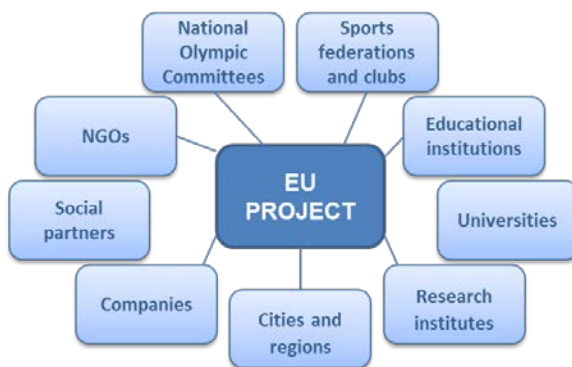 National
Olympic
Committees
Sports
federations
and clubs
NGOs
Educational
institutions
EU
PROJECT
Social
partners
Universities
Companies
Cities and
regions
Research
institutes